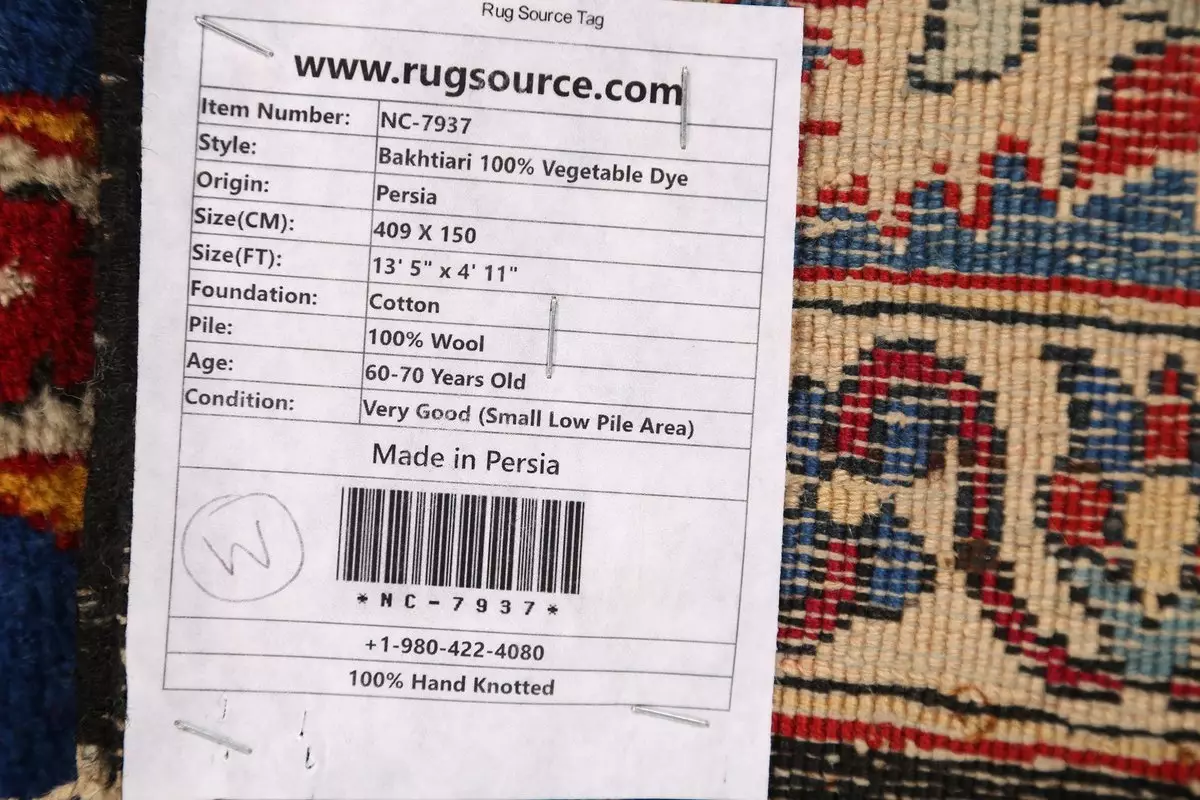 Rug Source Tag
www.rugsource.com
Item Number: NC-7937
Style: Bakhtiari 100% Vegetable Dye
Origin: Persia
Size(CM): 409 X 150
Size(FT): 13' 5" x 4' 11"
Foundation: Cotton
Pile: 100% Wool
Age: 60-70 Years Old
Condition: Very Good (Small Low Pile Area)
Made in Persia
W
*NC-7937*
+1-980-422-4080
100% Hand Knotted